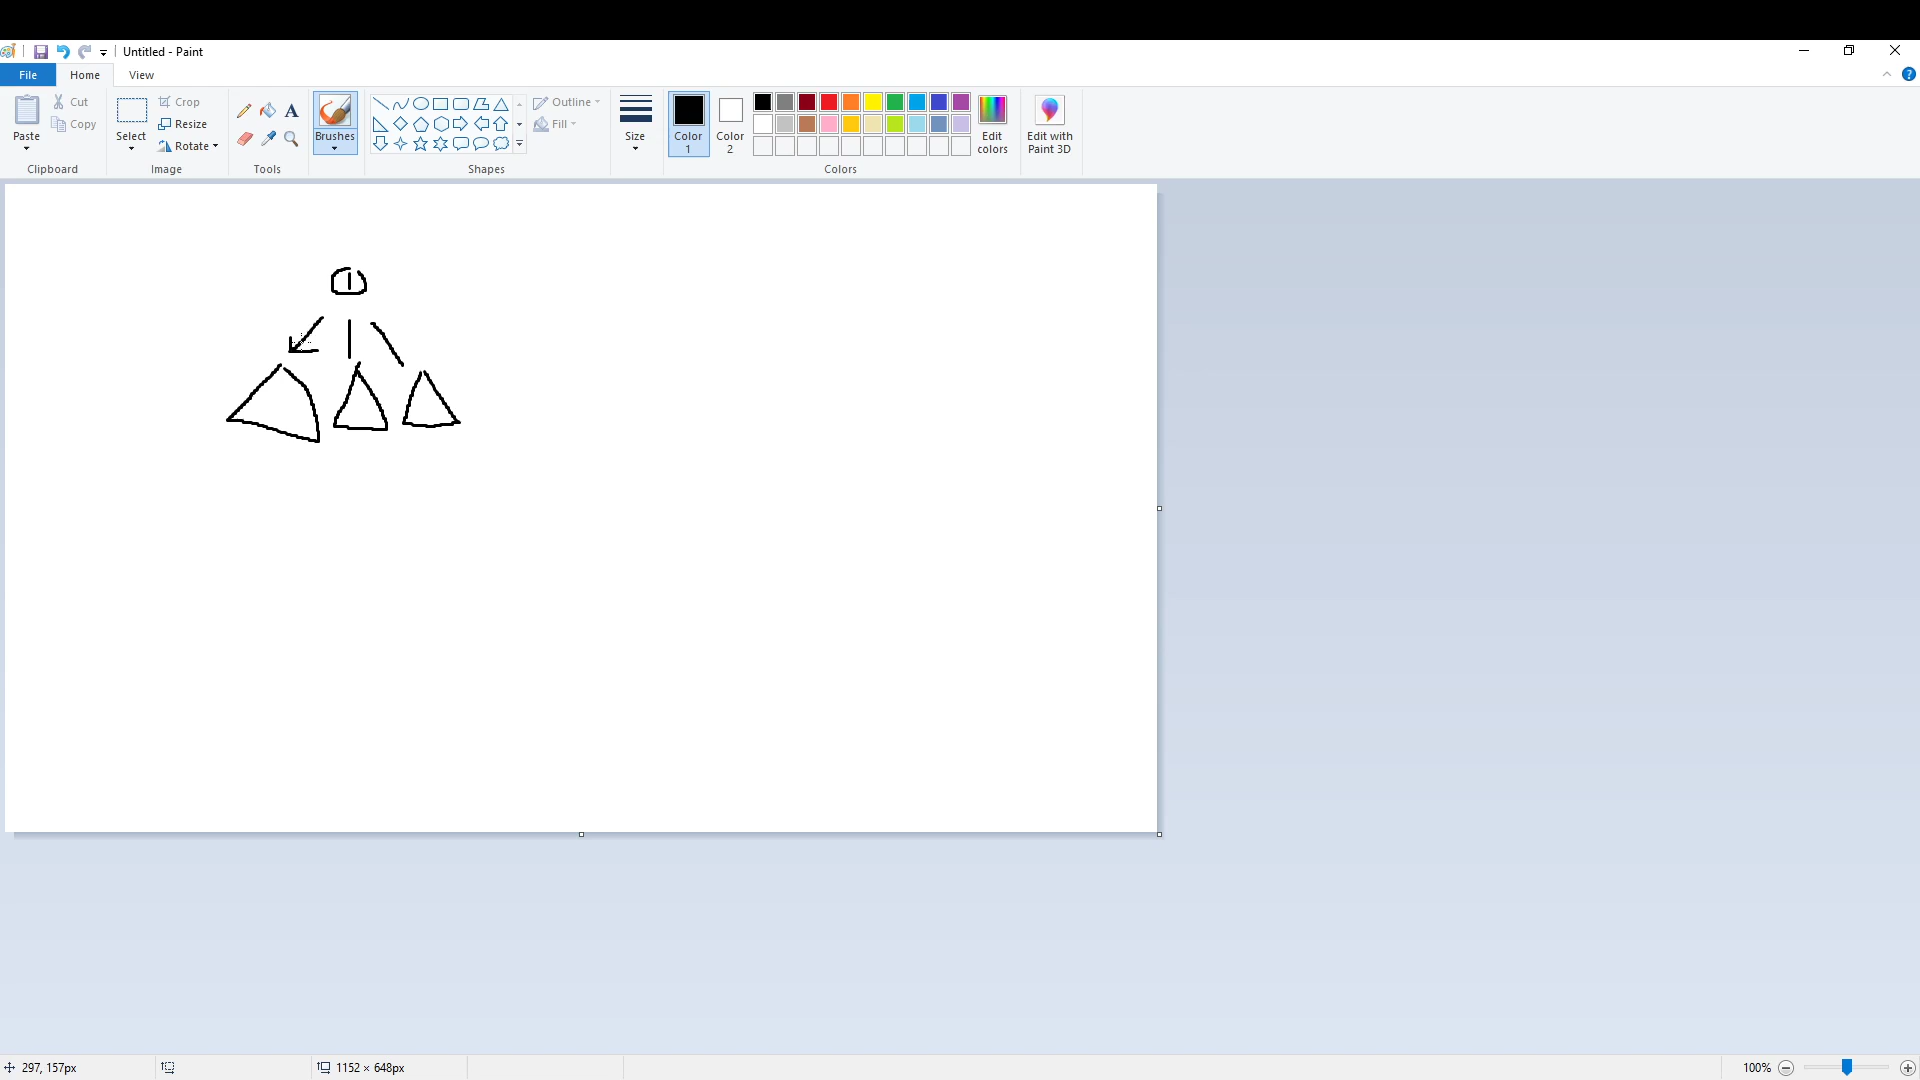 Untitled - Paint
File Home View
Paste
Cut
Copy
Clipboard
Select
Crop
Resize
Rotate
Image
A
Tools
Brushes
Shapes
Outline
Fill
Size
Color 1
Color 2
Edit colors
Colors
Edit with Paint 3D
?
1
297, 157px
1152 × 648px
100%